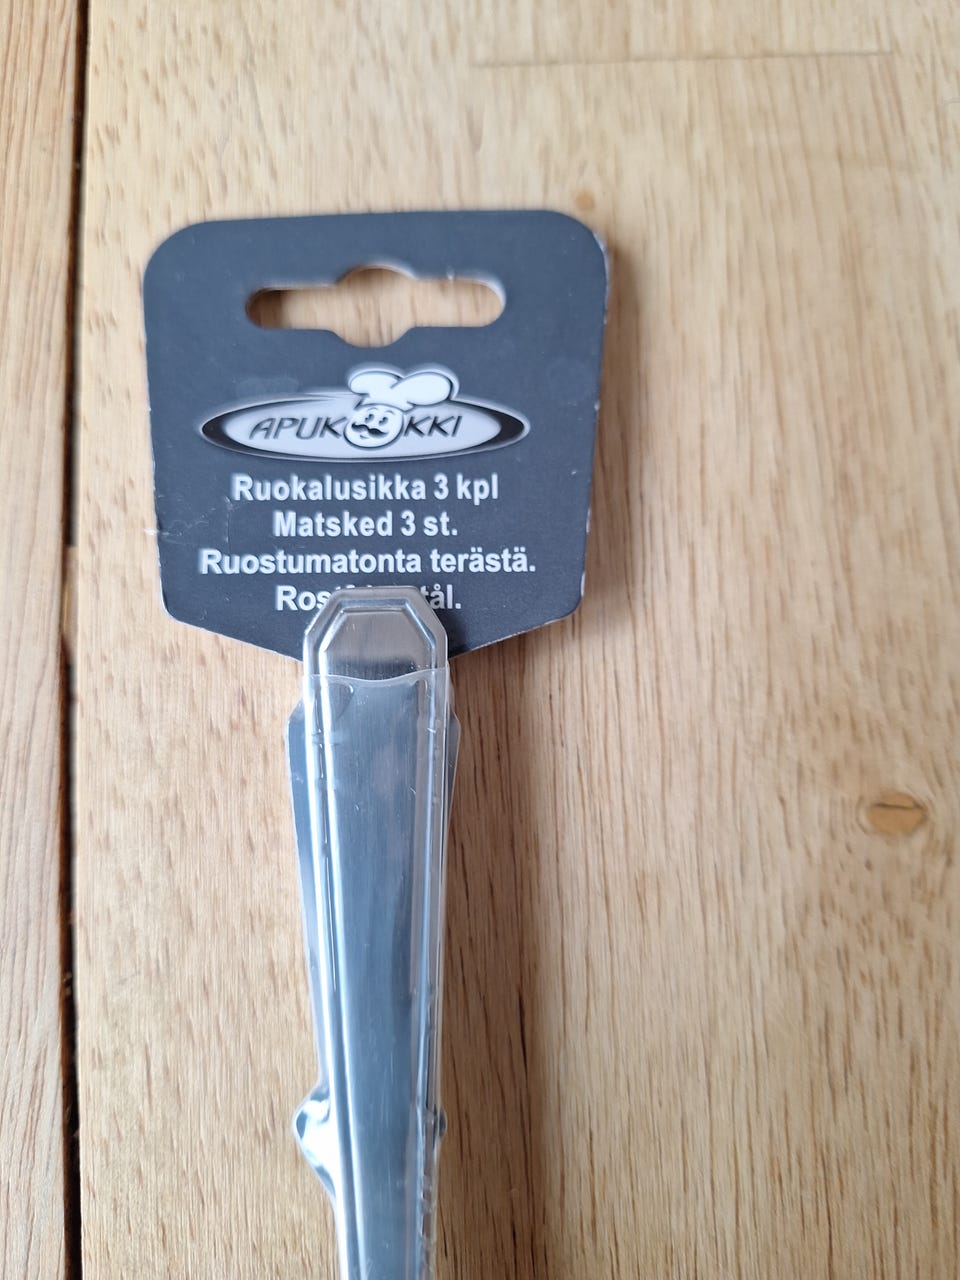 APUKOKKI
Ruokalusikka 3 kpl
Matsked 3 st.
Ruostumatonta terästä.